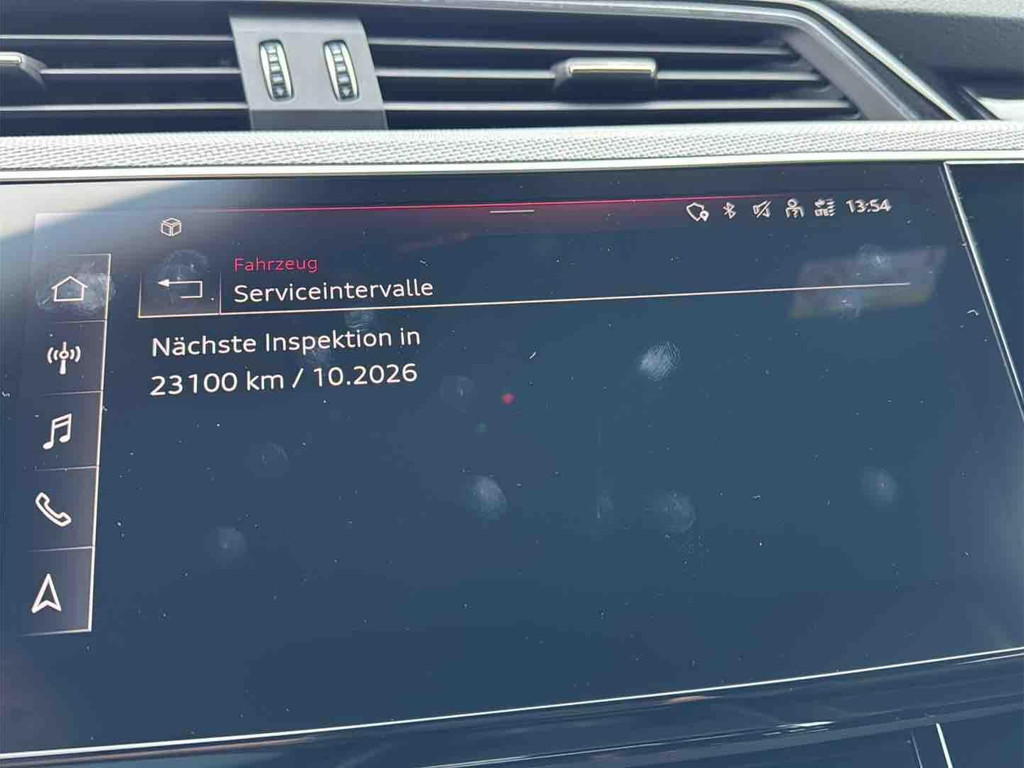 13:54
Fahrzeug
Serviceintervalle
Nächste Inspektion in
23100 km / 10.2026